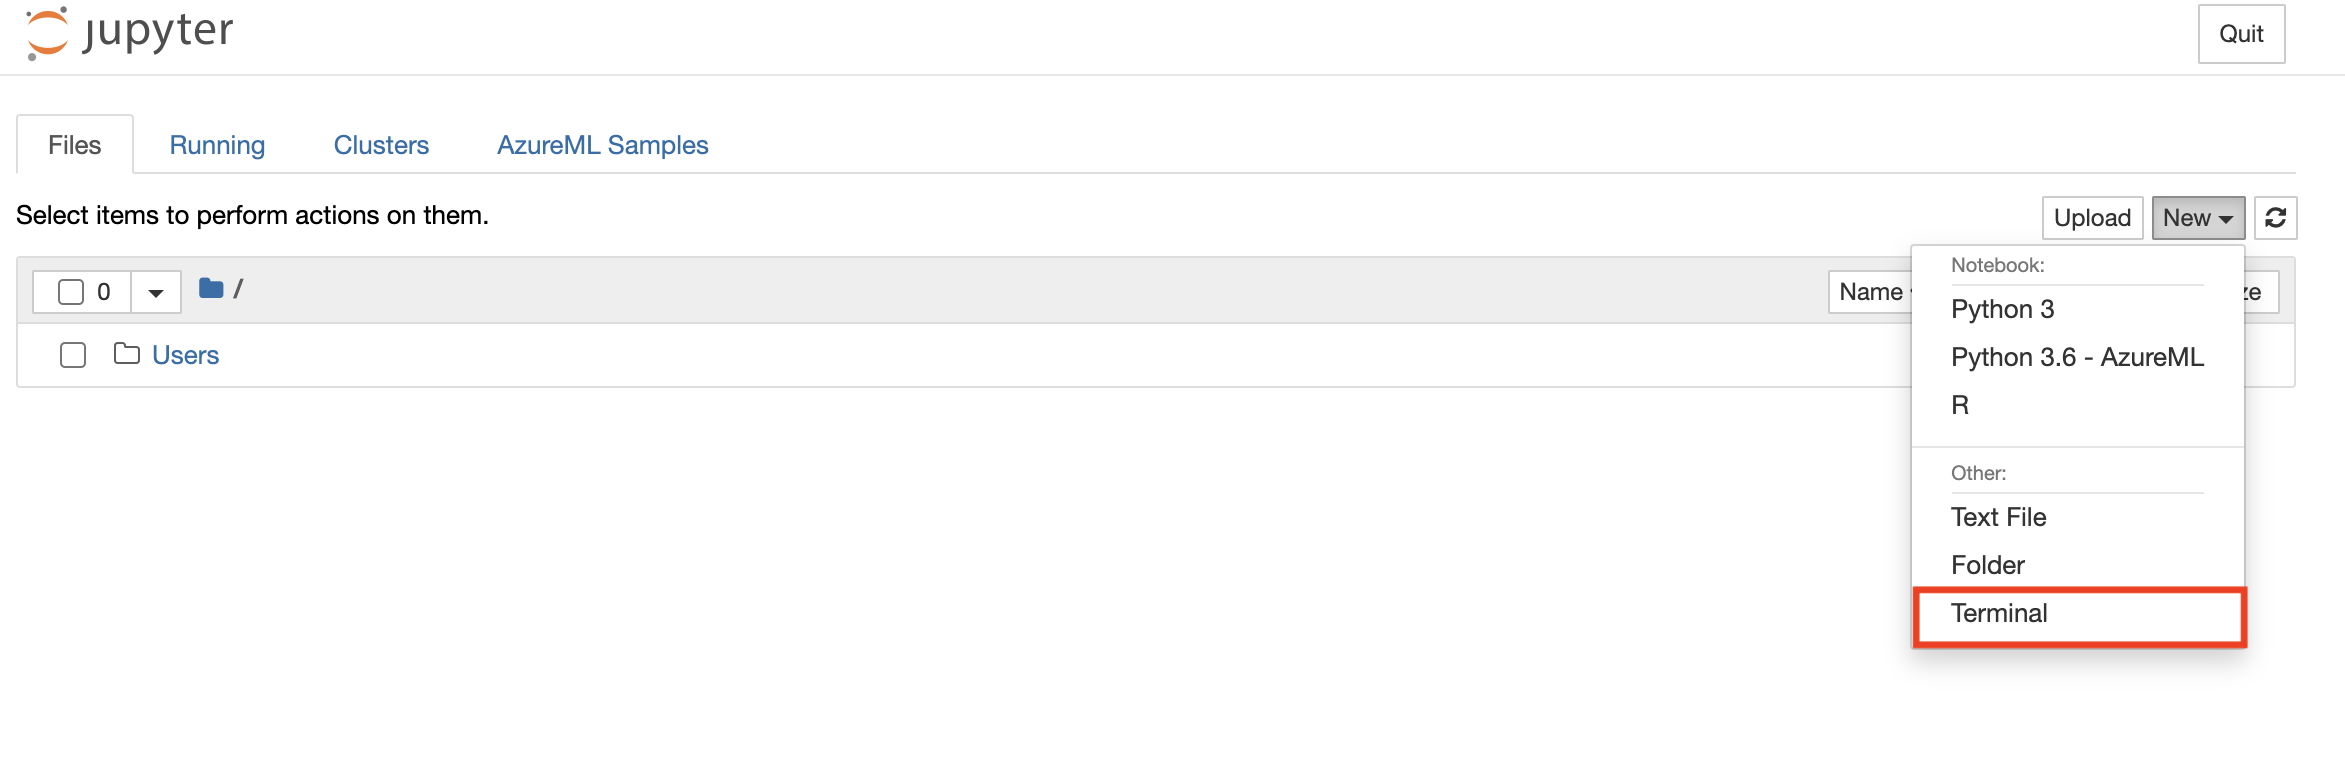 jupyter
Quit
Files Running Clusters AzureML Samples
Select items to perform actions on them.
Upload New
0 /
Name
Users
Notebook:
Python 3
Python 3.6 - AzureML
R
Other:
Text File
Folder
Terminal